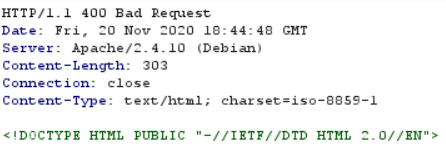 HTTP/1.1 400 Bad Request
Date: Fri, 20 Nov 2020 18:44:48 GMT
Server: Apache/2.4.10 (Debian)
Content-Length: 303
Connection: close
Content-Type: text/html; charset=iso-8859-1

<!DOCTYPE HTML PUBLIC "-//IETF//DTD HTML 2.0//EN">